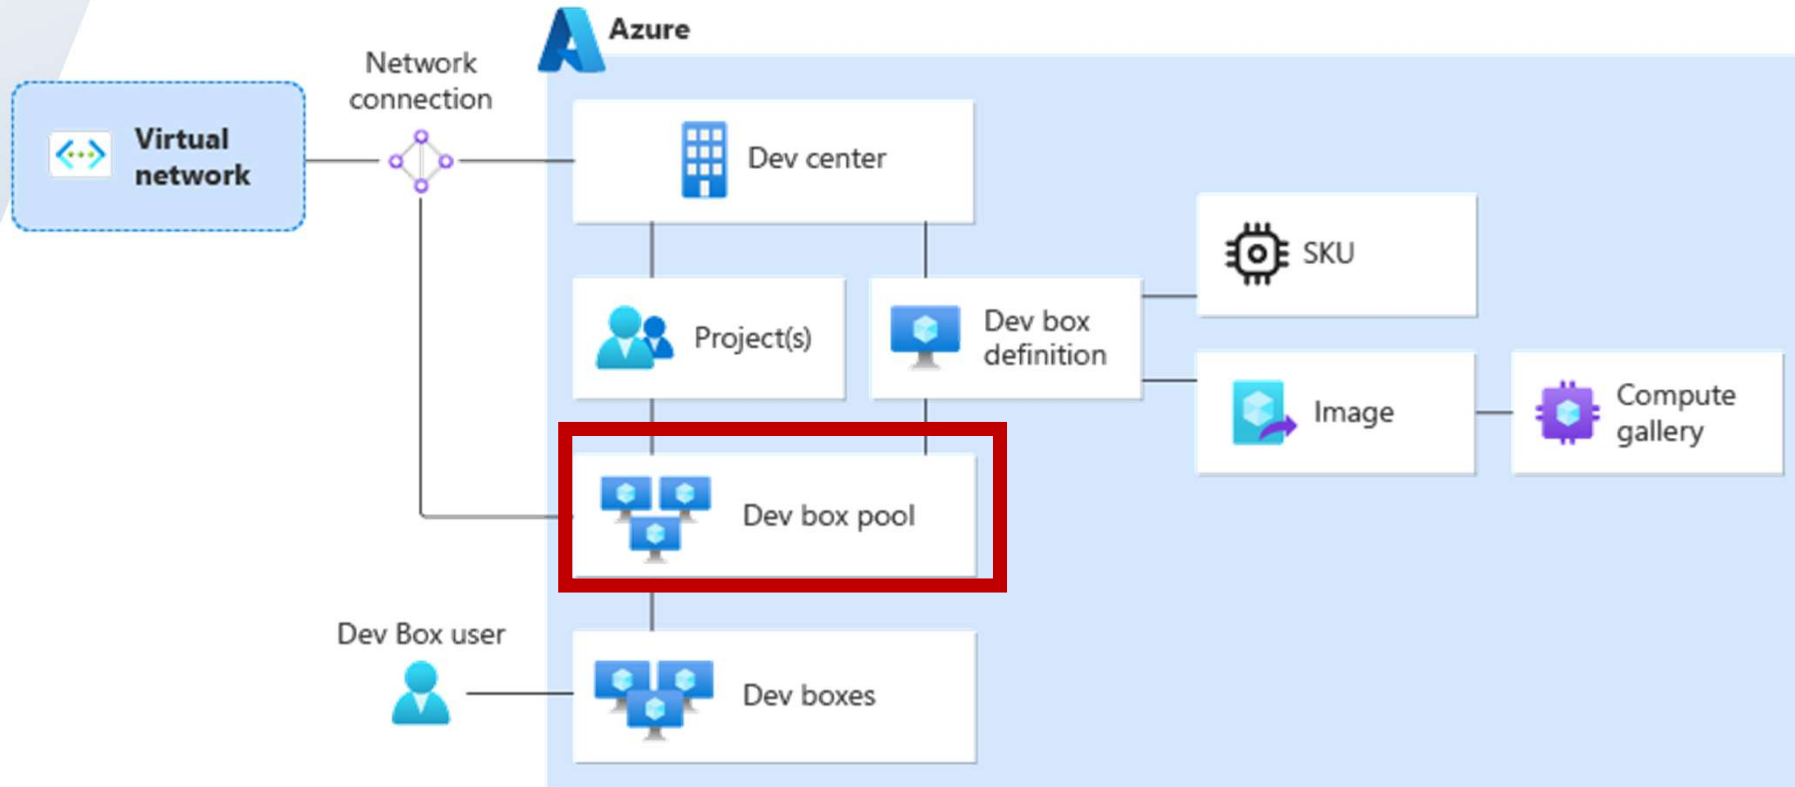 Azure
Network
connection
Virtual
network
Dev center
SKU
Project(s)
Dev box
definition
Image
Compute
gallery
Dev box pool
Dev Box user
Dev boxes